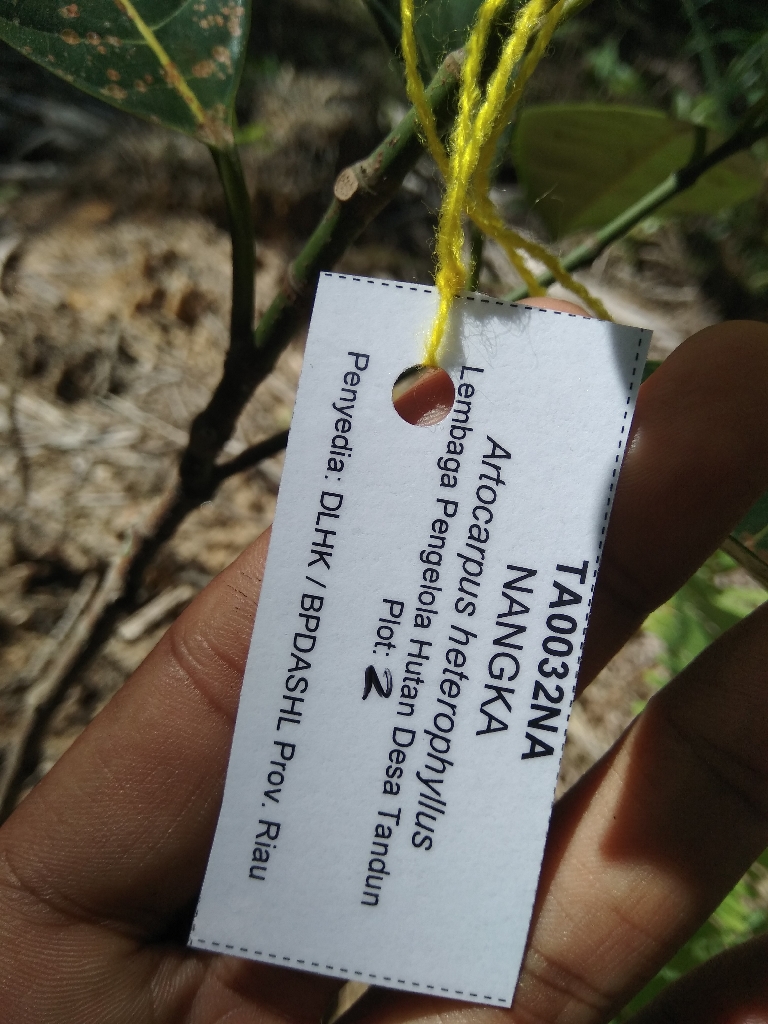 TA0032NA
NANGKA
Artocarpus heterophyllus
Lembaga Pengelola Hutan Desa Tandun
Plot: 2
Penyedia: DLHK / BPDASHL Prov. Riau